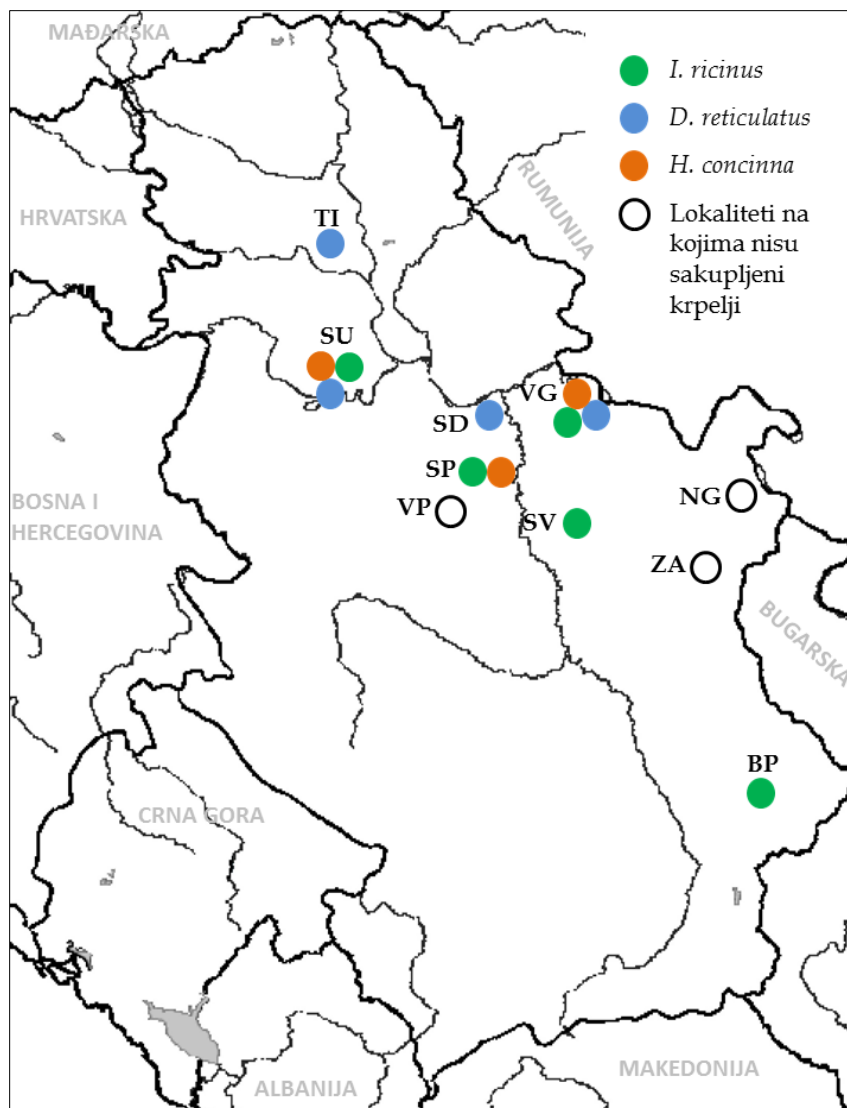 MAĐARSKA
I. ricinus
D. reticulatus
H. concinna
Lokaliteti na
kojima nisu
sakupljeni
krpelji
RUMUNIJA
HRVATSKA
TI
SU
VG
SD
SP
VP
SV
NG
ZA
BOSNA I
HERCEGOVINA
BUGARSKA
BP
CRNA GORA
MAKEDONIJA
ALBANIJA